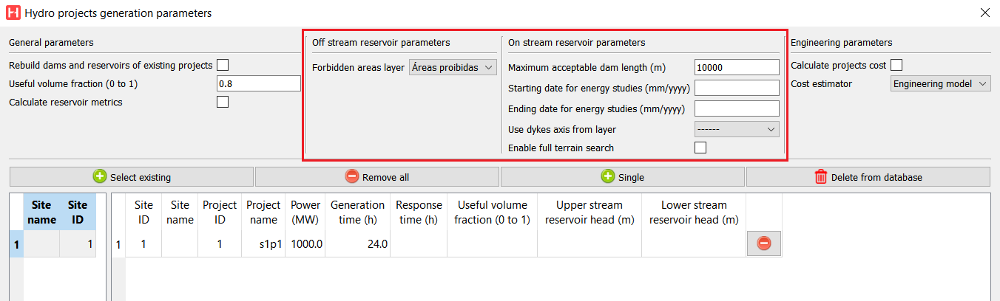 Hydro projects generation parameters
General parameters
Rebuild dams and reservoirs of existing projects
Useful volume fraction (0 to 1) 0.8
Calculate reservoir metrics
Off stream reservoir parameters
Forbidden areas layer Áreas proibidas
On stream reservoir parameters
Maximum acceptable dam length (m) 10000
Starting date for energy studies (mm/yyyy)
Ending date for energy studies (mm/yyyy)
Use dykes axis from layer ------
Enable full terrain search
Engineering parameters
Calculate projects cost
Cost estimator Engineering model
Select existing Remove all Single Delete from database
Site name Site ID
1 1
Site ID Site name Project ID Project name Power (MW) Generation time (h) Response time (h) Useful volume fraction (0 to 1) Upper stream reservoir head (m) Lower stream reservoir head (m)
1 1 1 s1p1 1000.0 24.0